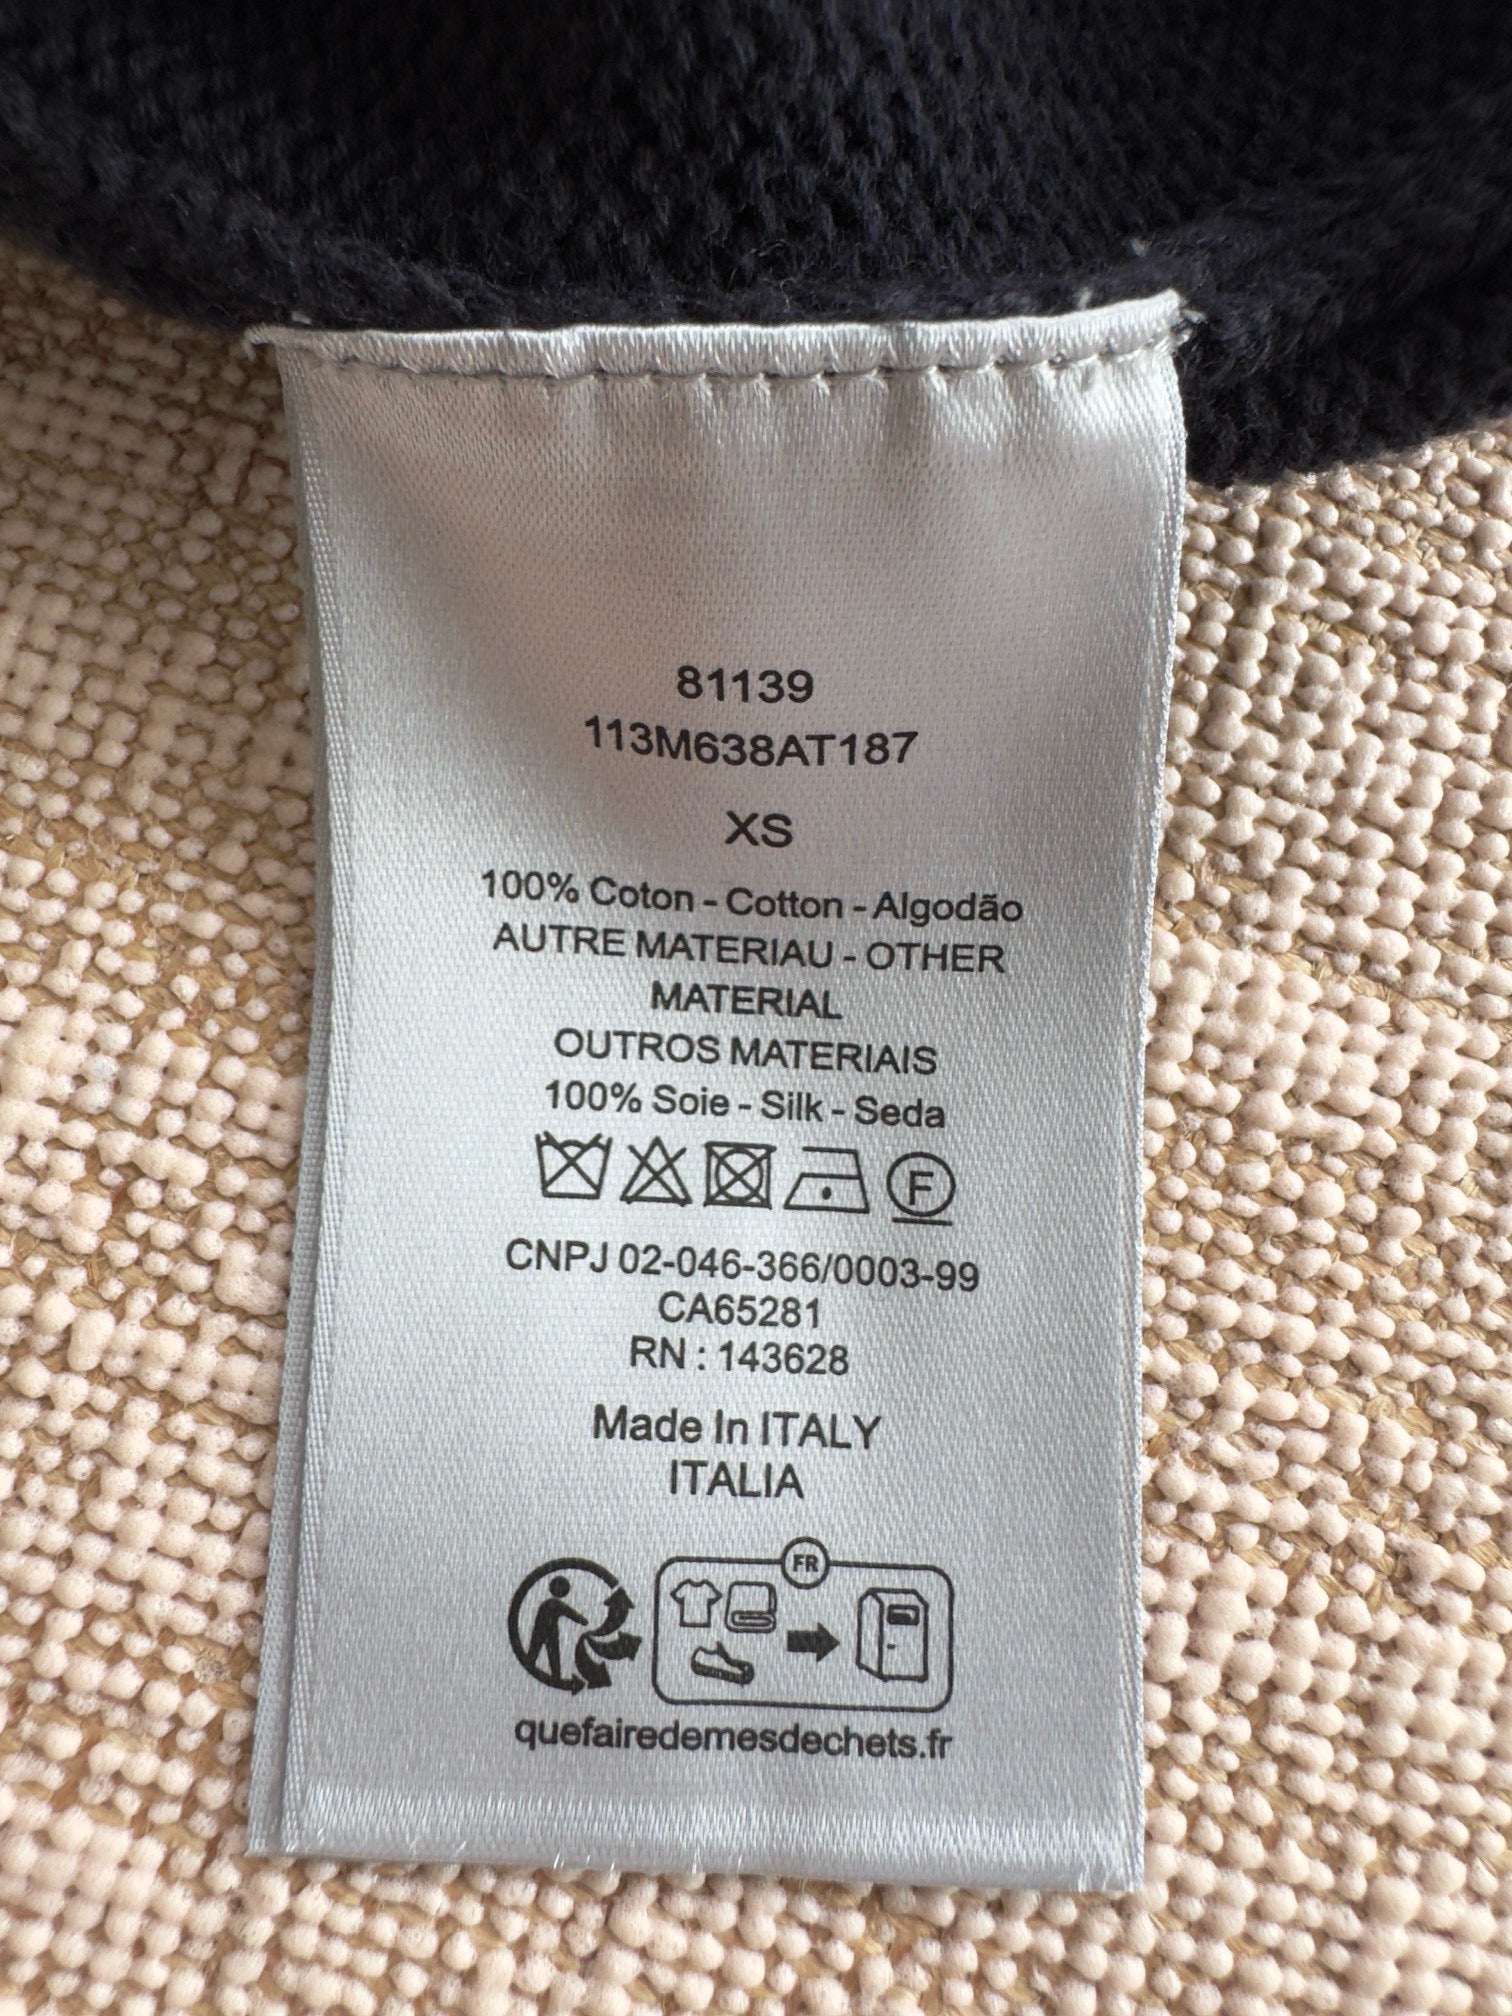 81139
113M638AT187
XS
100% Coton - Cotton - Algodão
AUTRE MATERIAU - OTHER
MATERIAL
OUTROS MATERIAIS
100% Soie - Silk - Seda
F
CNPJ 02-046-366/0003-99
CA65281
RN : 143628
Made In ITALY
ITALIA
FR
quefairedemesdechets.fr